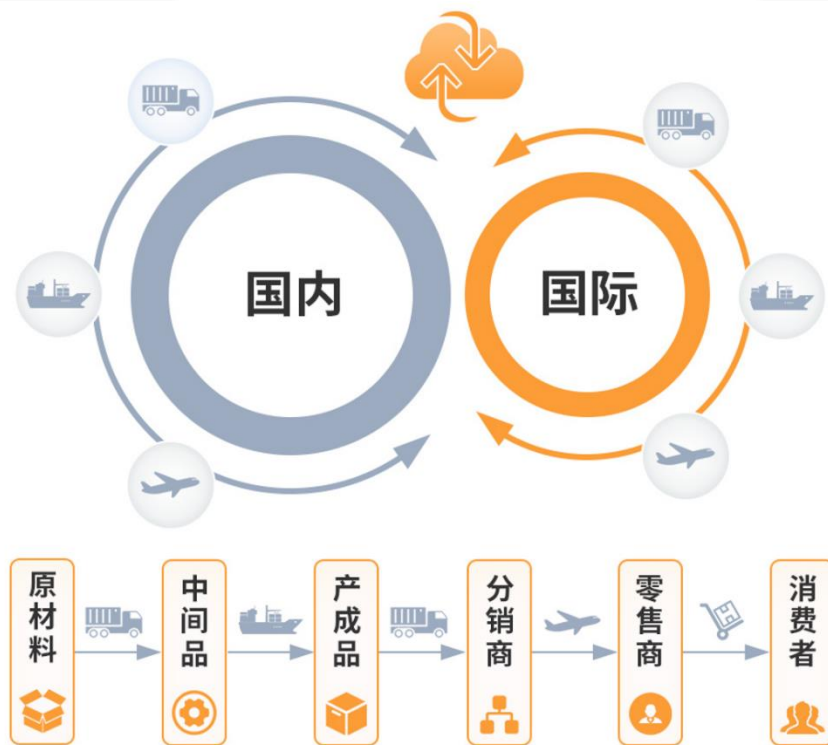 国内
国际
原材料
中间品
产成品
分销商
零售商
消费者